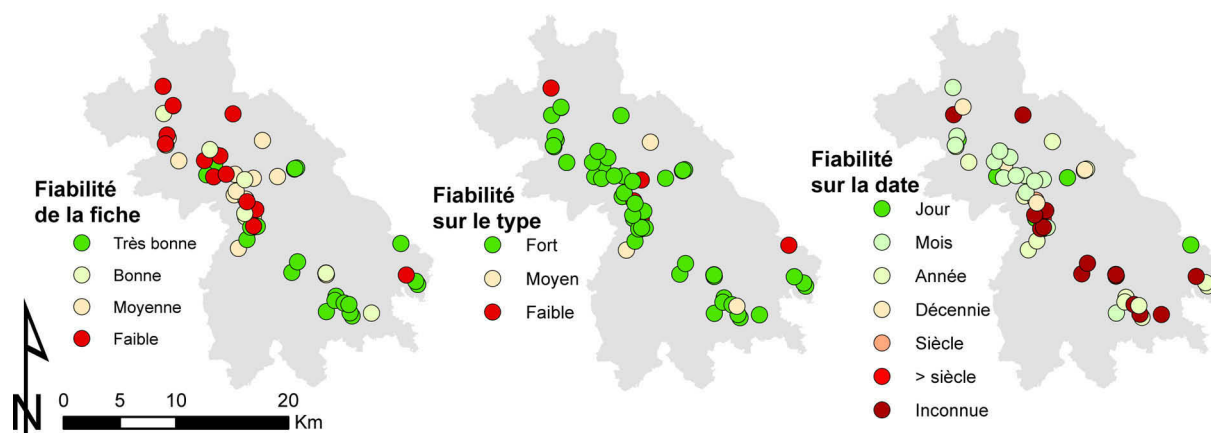 Fiabilité
de la fiche
Très bonne
Bonne
Moyenne
Faible
Fiabilité
sur le type
Fort
Moyen
Faible
Fiabilité
sur la date
Jour
Mois
Année
Décennie
Siècle
> siècle
Inconnue
N
0 5 10 20
Km